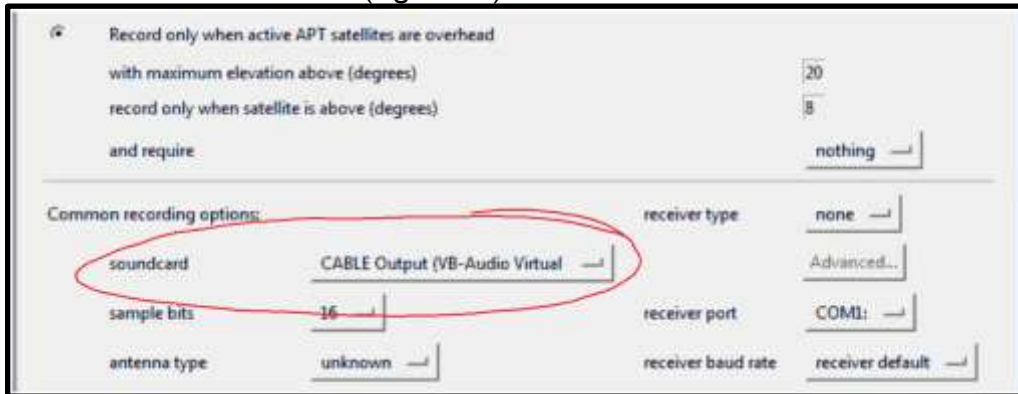 Record only when active APT satellites are overhead
with maximum elevation above (degrees) 20
record only when satellite is above (degrees) 8
and require nothing
Common recording options: receiver type none
soundcard CABLE Output (VB-Audio Virtual Advanced...
sample bits 16 receiver port COM1:
antenna type unknown receiver baud rate receiver default